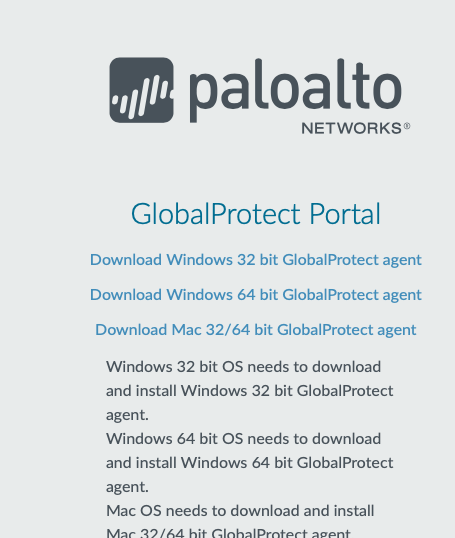 paloalto
NETWORKS®
GlobalProtect Portal
Download Windows 32 bit GlobalProtect agent
Download Windows 64 bit GlobalProtect agent
Download Mac 32/64 bit GlobalProtect agent
Windows 32 bit OS needs to download
and install Windows 32 bit GlobalProtect
agent.
Windows 64 bit OS needs to download
and install Windows 64 bit GlobalProtect
agent.
Mac OS needs to download and install
Mac 32/64 bit GlobalProtect agent